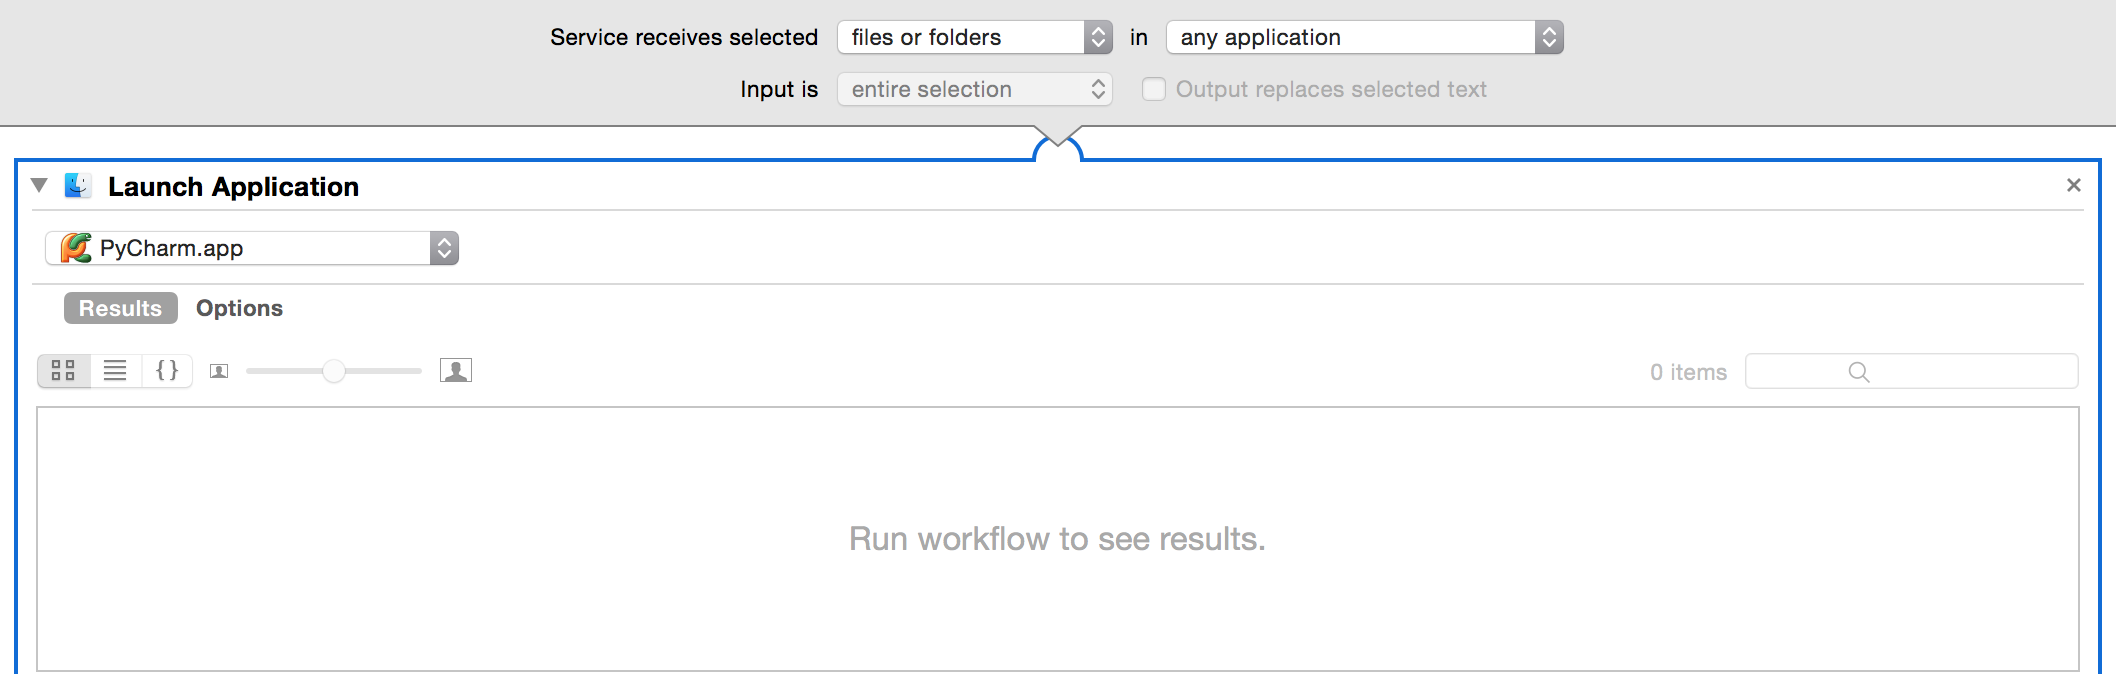 Service receives selected files or folders in any application
Input is entire selection Output replaces selected text
Launch Application
PyCharm.app
Results Options
{} 0 items
Run workflow to see results.